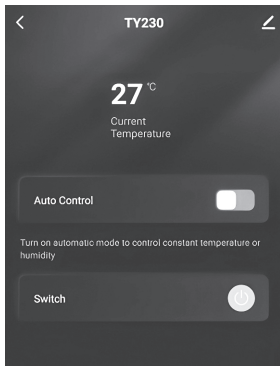 TY230
27 °C
Current
Temperature
Auto Control
Turn on automatic mode to control constant temperature or
humidity
Switch